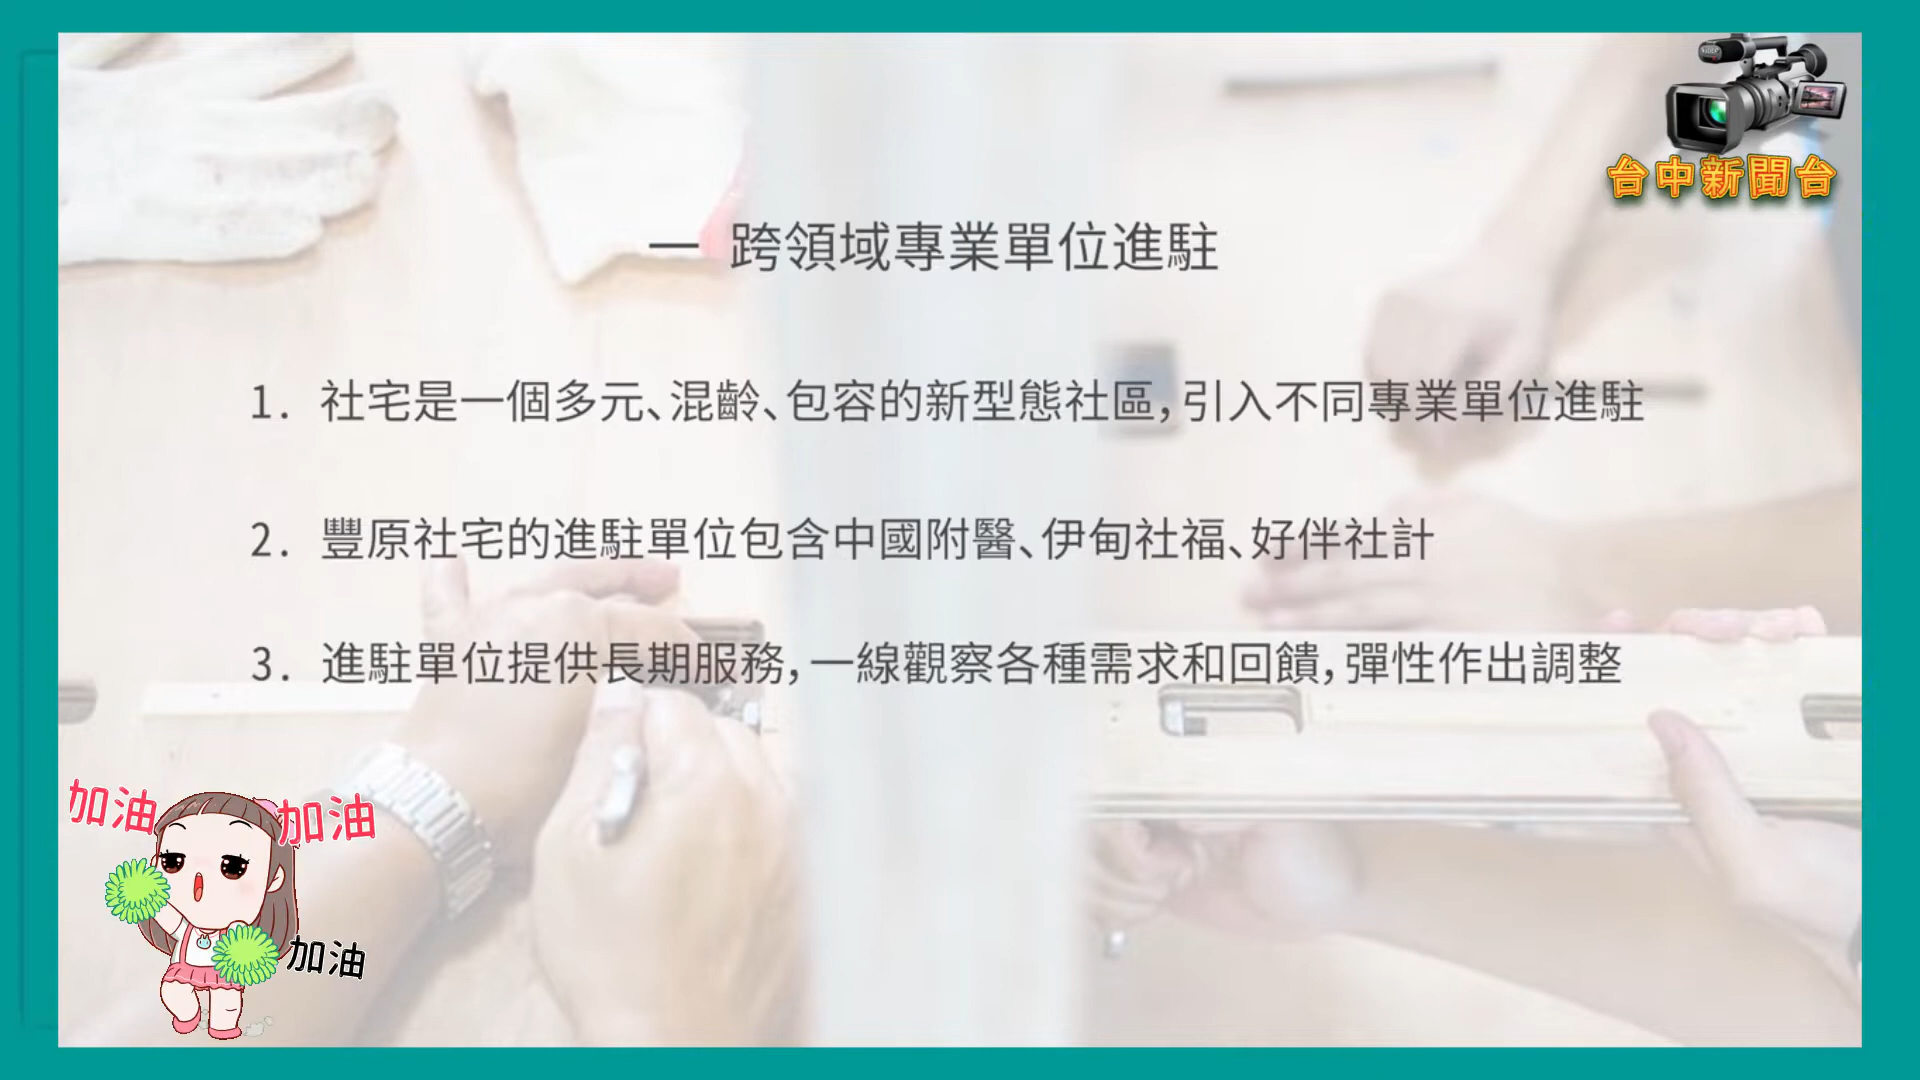 台中新聞台
一 跨領域專業單位進駐
1. 社宅是一個多元、混齡、包容的新型態社區，引入不同專業單位進駐
2. 豐原社宅的進駐單位包含中國附醫、伊甸社福、好伴社計
3. 進駐單位提供長期服務，一線觀察各種需求和回饋，彈性作出調整
加油
加油
加油